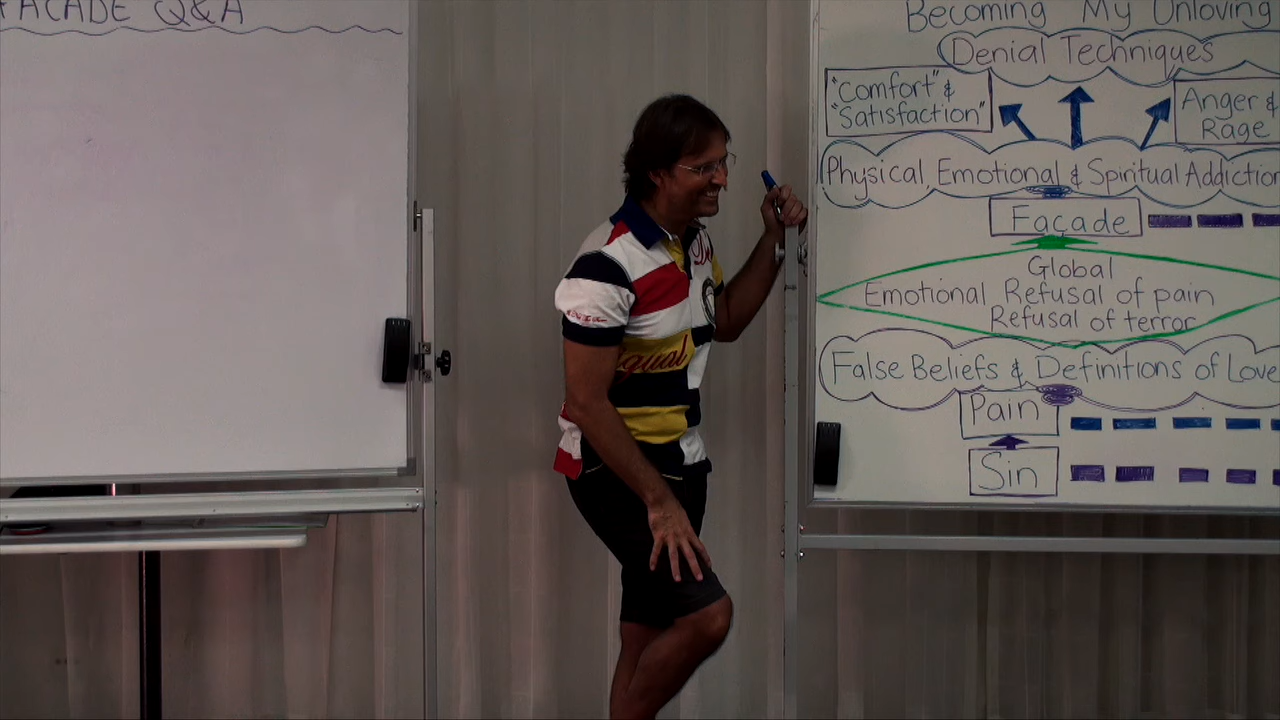 FACADE Q&A
Becoming My Unloving
Denial Techniques
"Comfort" &
"Satisfaction"
Anger &
Rage
Physical, Emotional & Spiritual Addiction
Façade
Global
Emotional Refusal of pain
Refusal of terror
False Beliefs & Definitions of Love
Pain
Sin